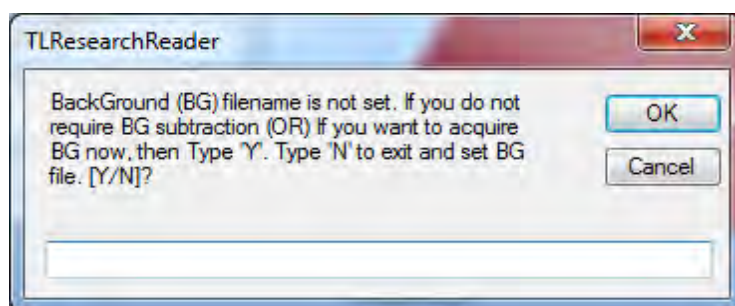 TLResearchReader
BackGround (BG) filename is not set. If you do not
require BG subtraction (OR) If you want to acquire
BG now, then Type 'Y'. Type 'N' to exit and set BG
file. [Y/N]?
OK
Cancel